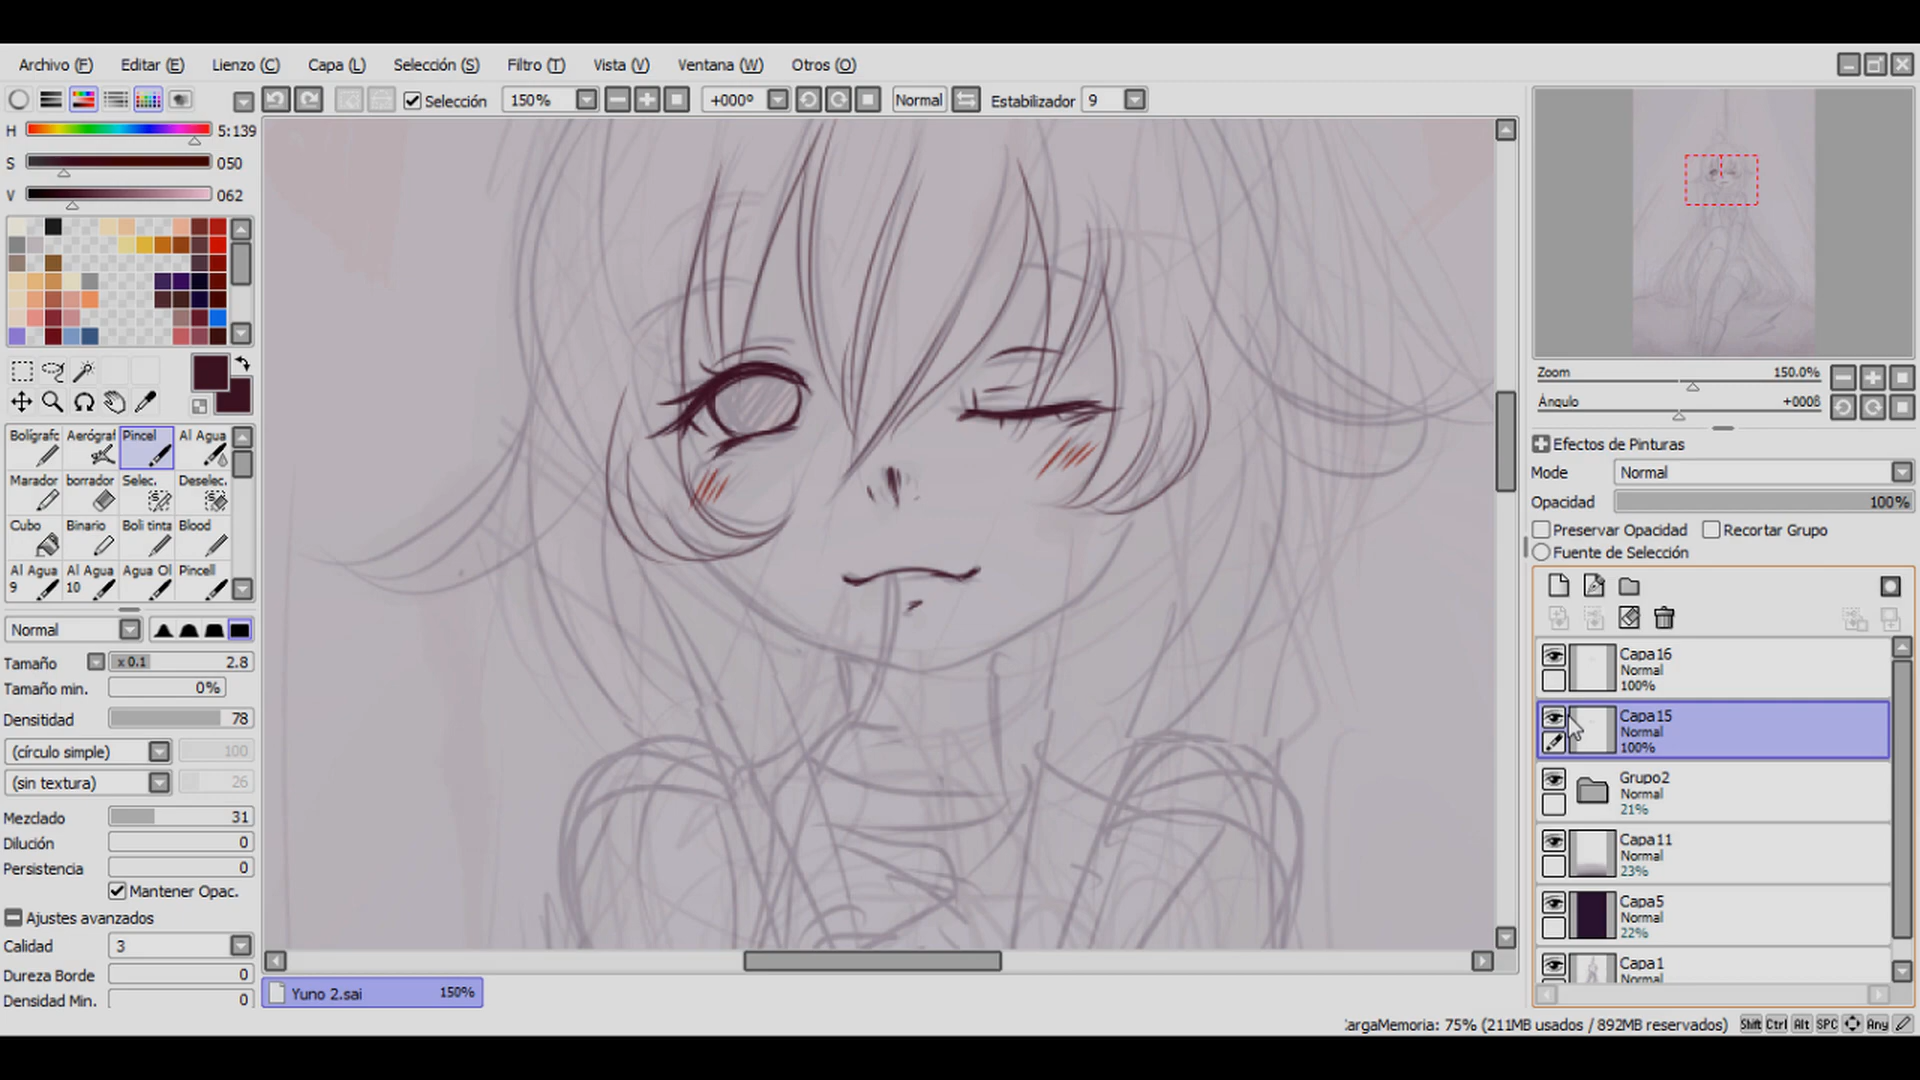 Archivo (F) Editar (E) Lienzo (C) Capa (L) Selección (S) Filtro (T) Vista (V) Ventana (W) Otros (O)
Selección 150% +000º Normal Estabilizador 9
H 5:139
S 050
V 062
Bolígrafc Aerógraf Pincel Al Agua
Marador borrador Selec. Deselec.
Cubo Binario Boli tinta Blood
Al Agua 9 Al Agua 10 Agua Ol Pincell
Normal
Tamaño x 0.1 2.8
Tamaño min. 0%
Densitidad 78
(círculo simple) 100
(sin textura) 26
Mezclado 31
Dilución 0
Persistencia 0
Mantener Opac.
Ajustes avanzados
Calidad 3
Dureza Borde 0
Densidad Min. 0
Yuno 2.sai 150%
Zoom 150.0%
Ángulo +000ß
Efectos de Pinturas
Mode Normal
Opacidad 100%
Preservar Opacidad Recortar Grupo
Fuente de Selección
Capa16
Normal
100%
Capa15
Normal
100%
Grupo2
Normal
21%
Capa11
Normal
23%
Capa5
Normal
22%
Capa1
Normal
argaMemoria: 75% (211MB usados / 892MB reservados) Shift Ctrl Alt SPC Any